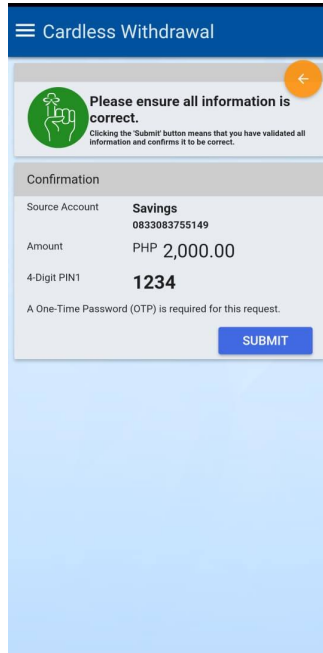 Cardless Withdrawal
Please ensure all information is
correct.
Clicking the 'Submit' button means that you have validated all
information and confirms it to be correct.
Confirmation
Source Account Savings
0833083755149
Amount PHP 2,000.00
4-Digit PIN1 1234
A One-Time Password (OTP) is required for this request.
SUBMIT